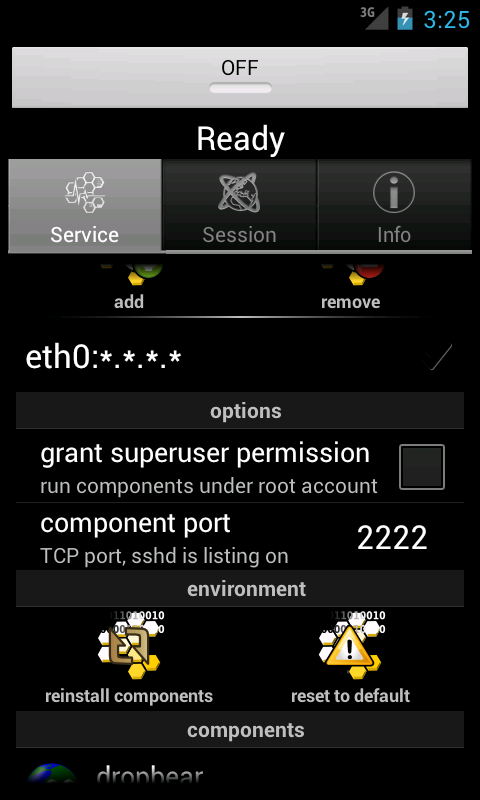 3G 3:25
OFF
Ready
Service Session Info
add remove
eth0:*.*.*.*
options
grant superuser permission
run components under root account
component port
2222
TCP port, sshd is listing on
environment
reinstall components reset to default
components
dropbear